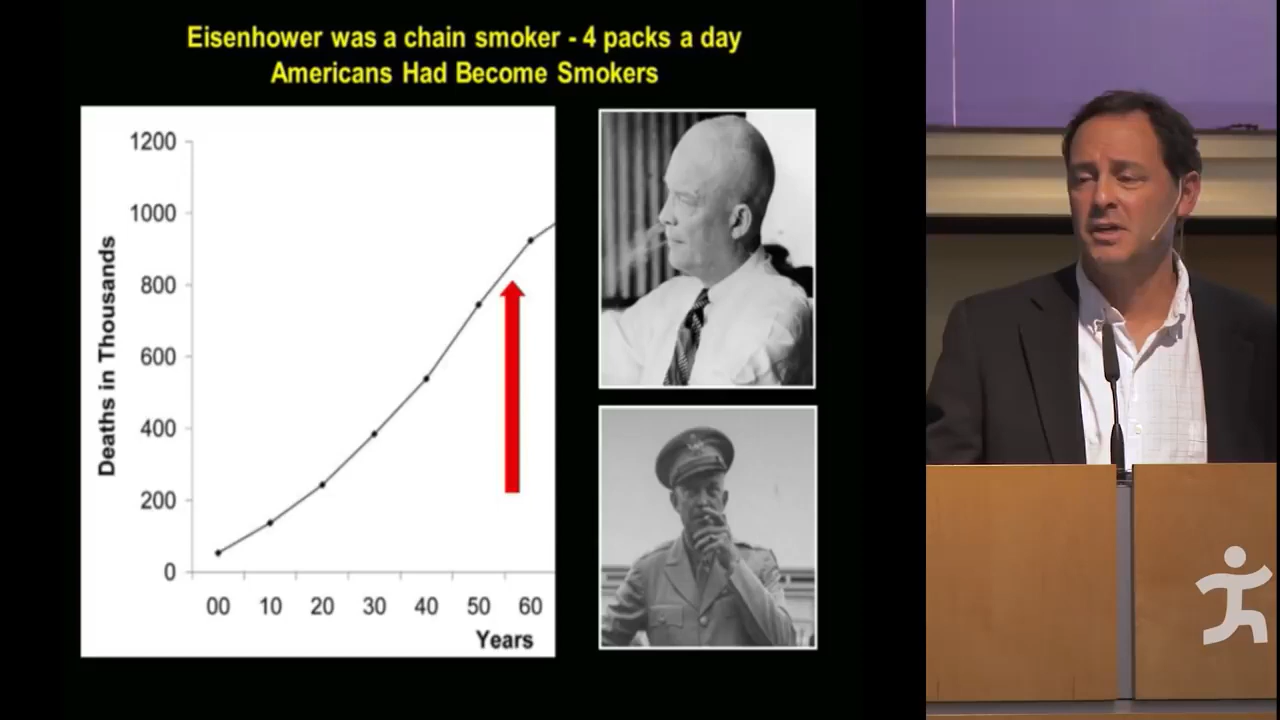 Eisenhower was a chain smoker - 4 packs a day
Americans Had Become Smokers
1200
1000
800
600
400
200
0
Deaths in Thousands
00 10 20 30 40 50 60
Years